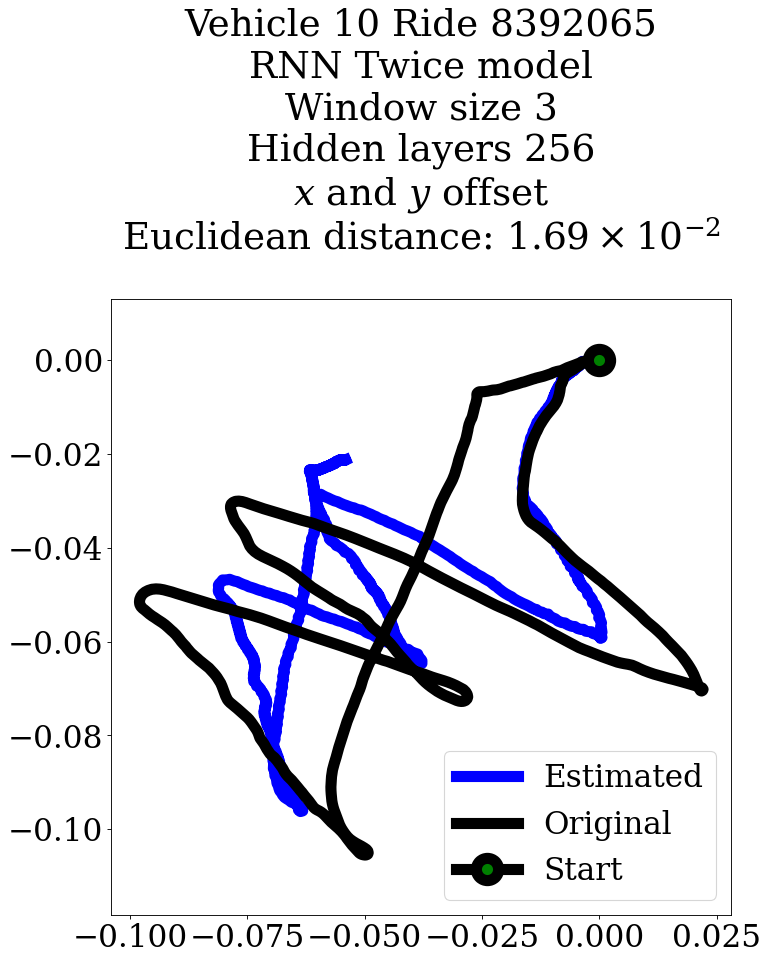 Vehicle 10 Ride 8392065
RNN Twice model
Window size 3
Hidden layers 256
x and y offset
Euclidean distance: 1.69 × 10⁻²
0.00
−0.02
−0.04
−0.06
−0.08
−0.10
Estimated
Original
Start
−0.100 −0.075 −0.050 −0.025 0.000 0.025